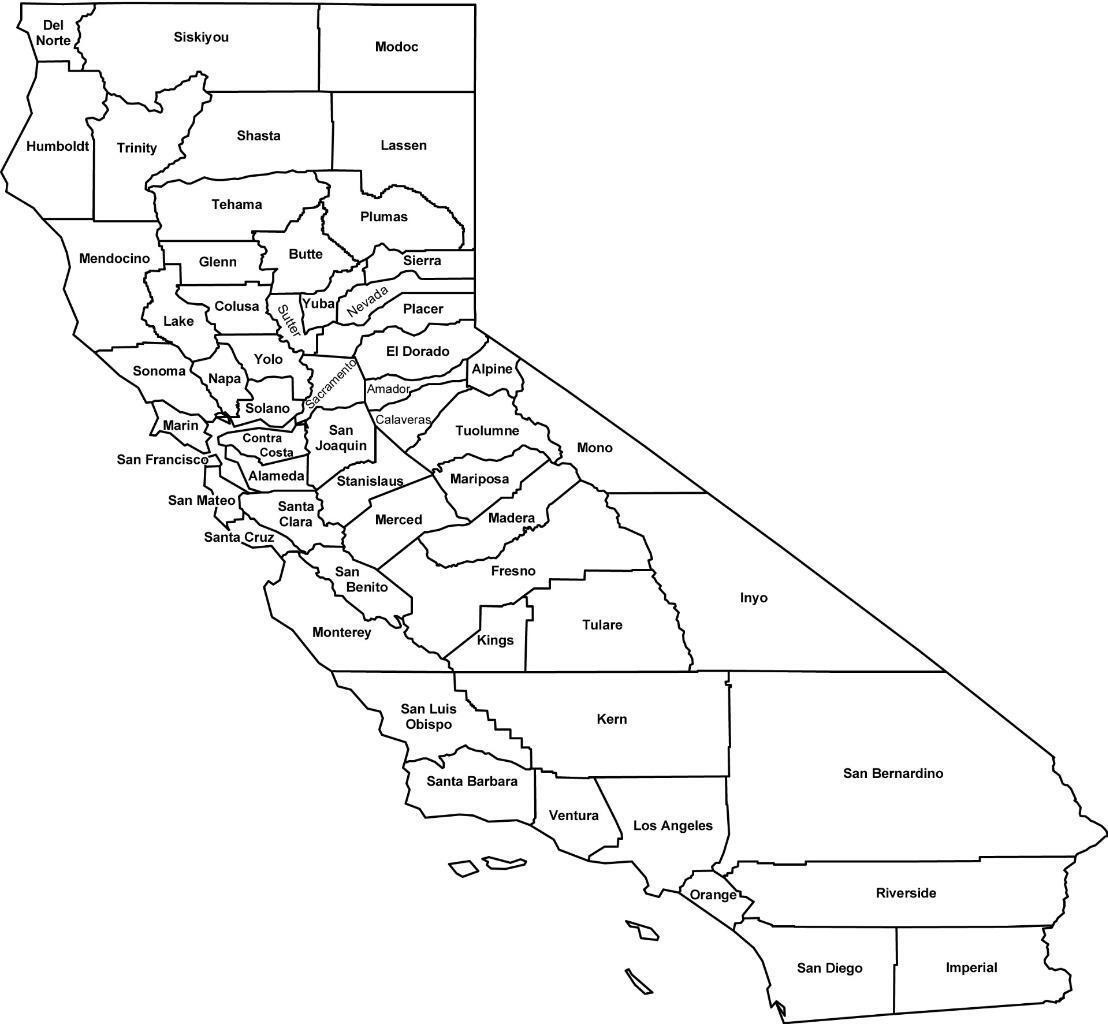 Del
Norte
Siskiyou
Modoc
Humboldt
Trinity
Shasta
Lassen
Tehama
Plumas
Mendocino
Glenn
Butte
Sierra
Colusa
Sutter
Yuba
Nevada
Placer
Lake
Sonoma
Napa
Yolo
Sacramento
El Dorado
Alpine
Solano
Amador
Marin
Contra
Costa
San
Joaquin
Calaveras
Tuolumne
Mono
San Francisco
Alameda
Stanislaus
Mariposa
San Mateo
Santa
Clara
Merced
Madera
Santa Cruz
San
Benito
Fresno
Inyo
Monterey
Kings
Tulare
San Luis
Obispo
Kern
Santa Barbara
San Bernardino
Ventura
Los Angeles
Orange
Riverside
San Diego
Imperial